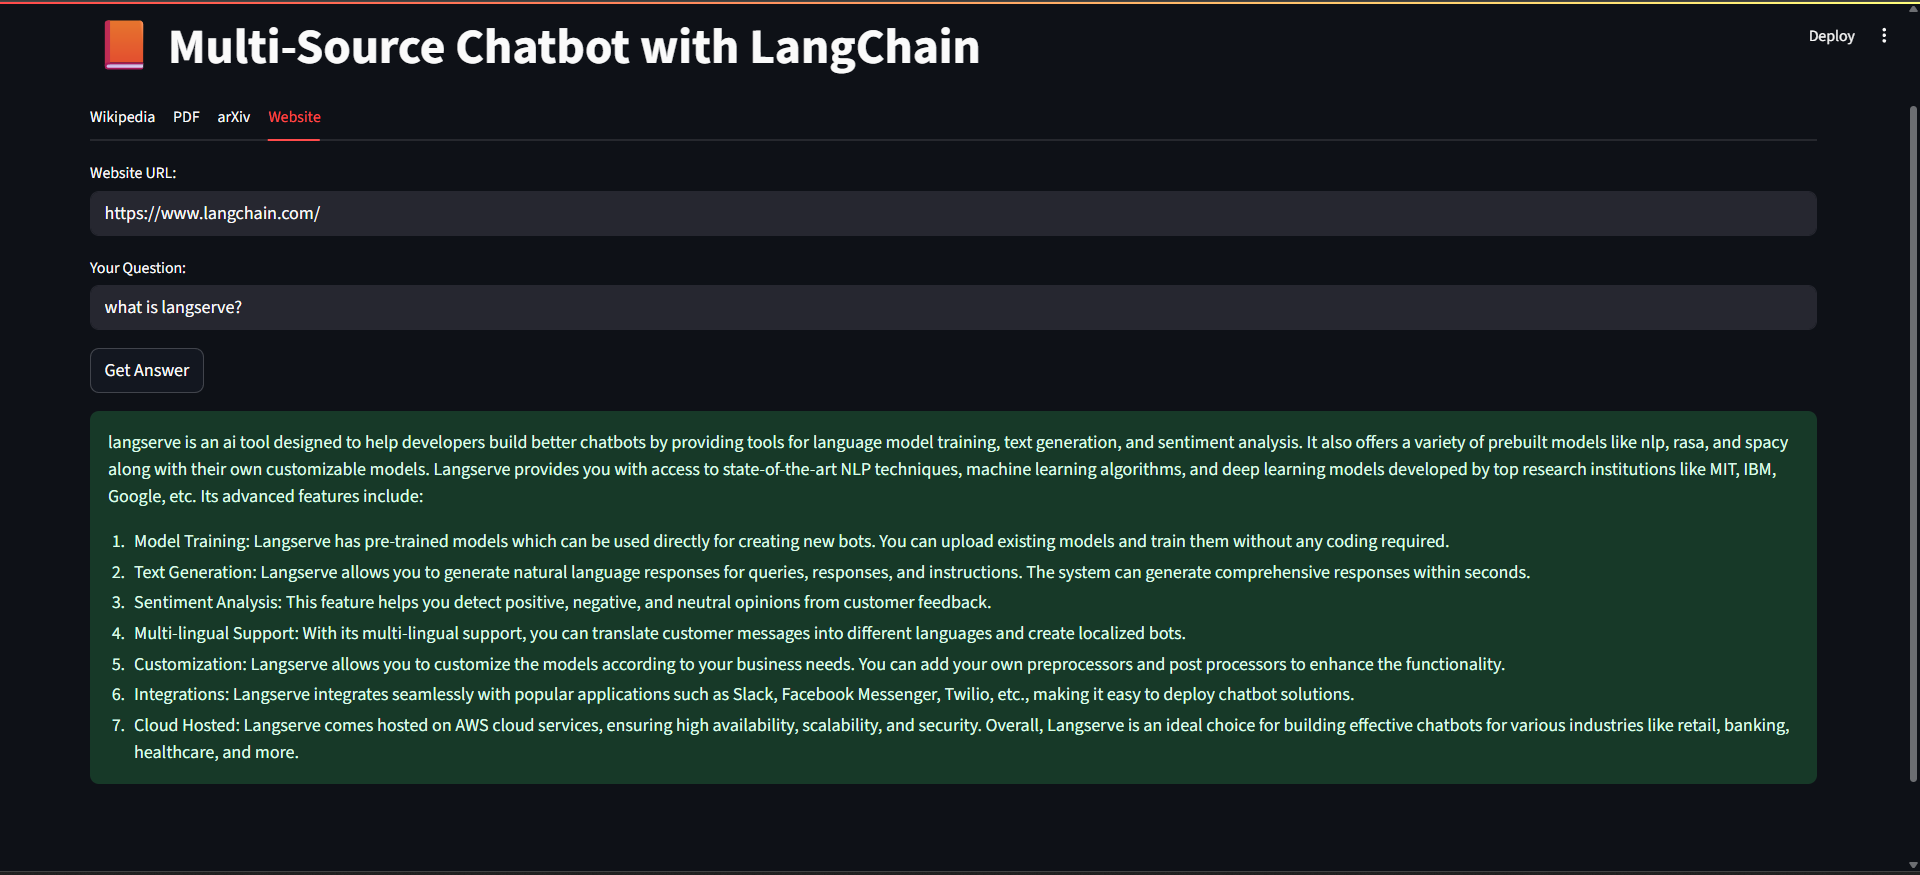 Deploy
Multi-Source Chatbot with LangChain
Wikipedia PDF arXiv Website
Website URL:
https://www.langchain.com/
Your Question:
what is langserve?
Get Answer
langserve is an ai tool designed to help developers build better chatbots by providing tools for language model training, text generation, and sentiment analysis. It also offers a variety of prebuilt models like nlp, rasa, and spacy
along with their own customizable models. Langserve provides you with access to state-of-the-art NLP techniques, machine learning algorithms, and deep learning models developed by top research institutions like MIT, IBM,
Google, etc. Its advanced features include:
1. Model Training: Langserve has pre-trained models which can be used directly for creating new bots. You can upload existing models and train them without any coding required.
2. Text Generation: Langserve allows you to generate natural language responses for queries, responses, and instructions. The system can generate comprehensive responses within seconds.
3. Sentiment Analysis: This feature helps you detect positive, negative, and neutral opinions from customer feedback.
4. Multi-lingual Support: With its multi-lingual support, you can translate customer messages into different languages and create localized bots.
5. Customization: Langserve allows you to customize the models according to your business needs. You can add your own preprocessors and post processors to enhance the functionality.
6. Integrations: Langserve integrates seamlessly with popular applications such as Slack, Facebook Messenger, Twilio, etc., making it easy to deploy chatbot solutions.
7. Cloud Hosted: Langserve comes hosted on AWS cloud services, ensuring high availability, scalability, and security. Overall, Langserve is an ideal choice for building effective chatbots for various industries like retail, banking,
healthcare, and more.